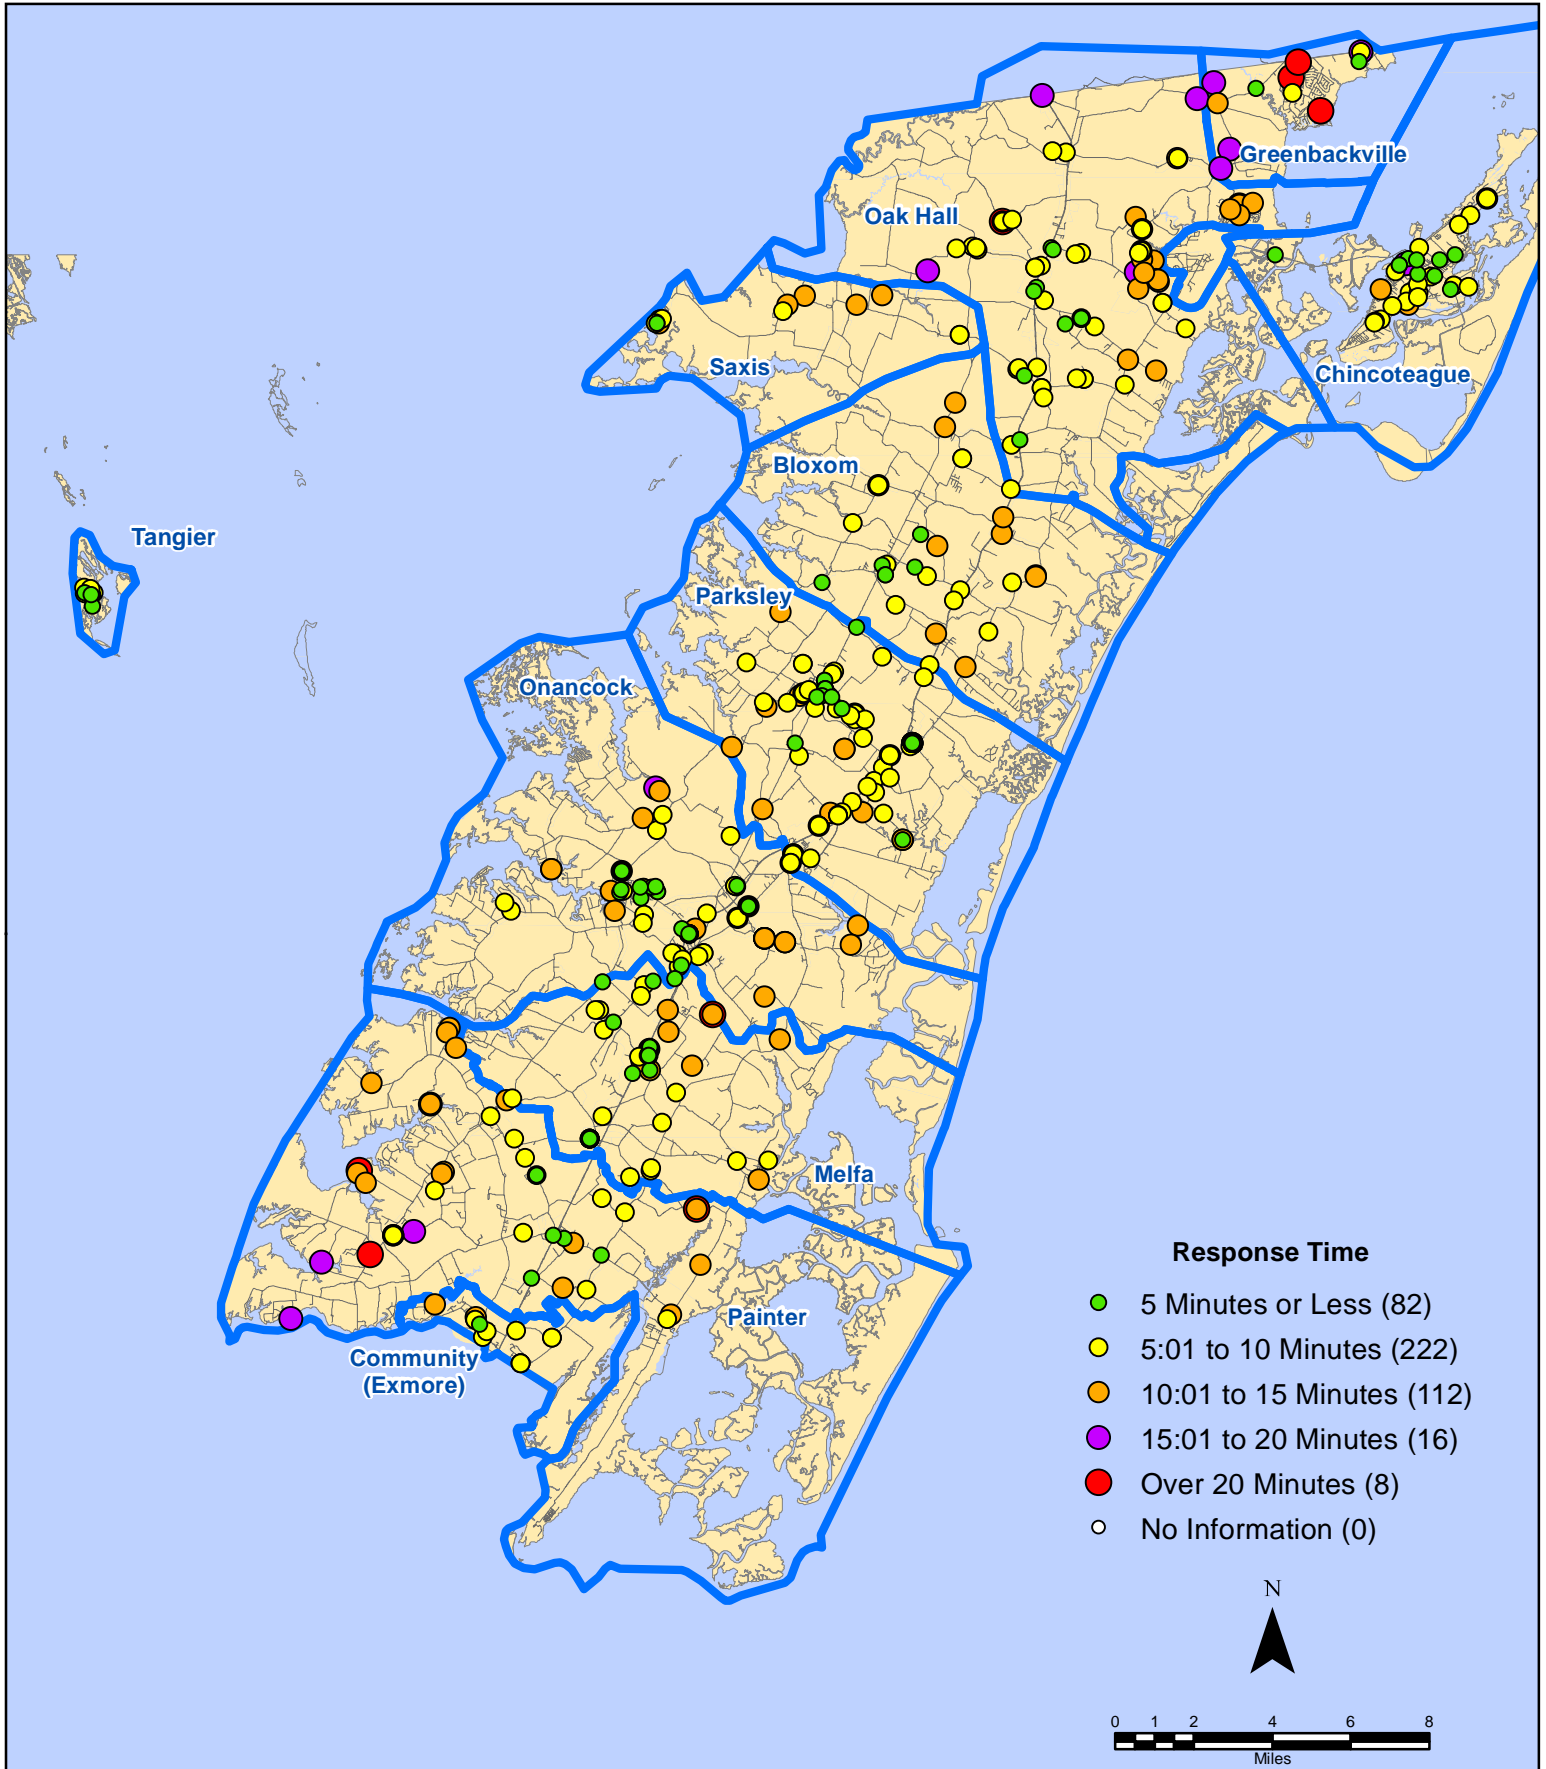 Greenbackville
Oak Hall
Saxis
Chincoteague
Bloxom
Tangier
Parksley
Onancock
Melfa
Painter
Community
(Exmore)
Response Time
5 Minutes or Less (82)
5:01 to 10 Minutes (222)
10:01 to 15 Minutes (112)
15:01 to 20 Minutes (16)
Over 20 Minutes (8)
No Information (0)
N
0 1 2 4 6 8
Miles